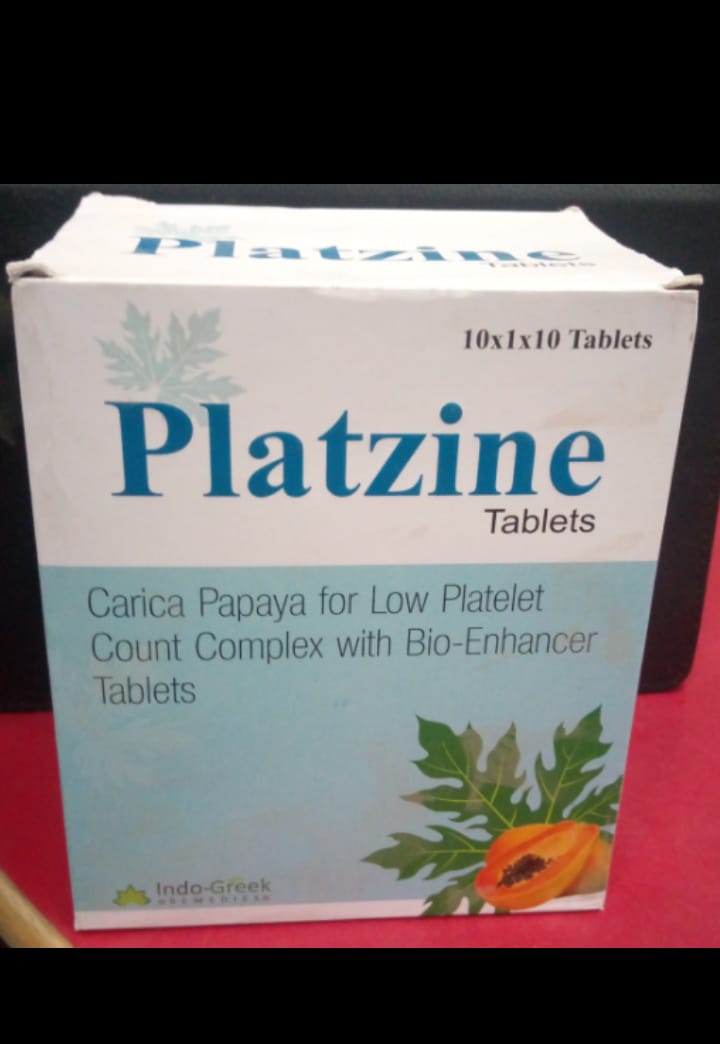 Platzine
Tablets
10x1x10 Tablets
Platzine
Tablets
Carica Papaya for Low Platelet
Count Complex with Bio-Enhancer
Tablets
Indo-Greek
REMEDIES